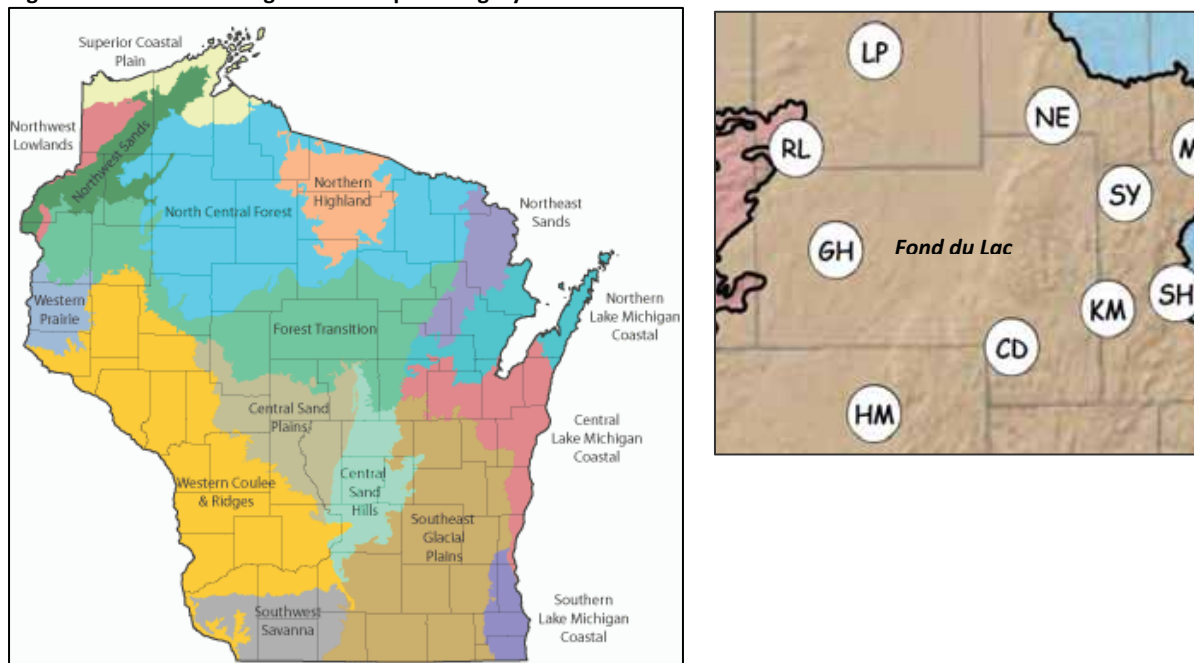 Superior Coastal
Plain
Northwest
Lowlands
Northwest Sands
North Central Forest
Northern
Highland
Northeast
Sands
Western
Prairie
Forest Transition
Northern
Lake Michigan
Coastal
Central Sand
Plains
Central
Lake Michigan
Coastal
Western Coulee
& Ridges
Central
Sand
Hills
Southeast
Glacial
Plains
Southwest
Savanna
Southern
Lake Michigan
Coastal
LP
NE
RL
M
SY
GH
Fond du Lac
SH
KM
CD
HM